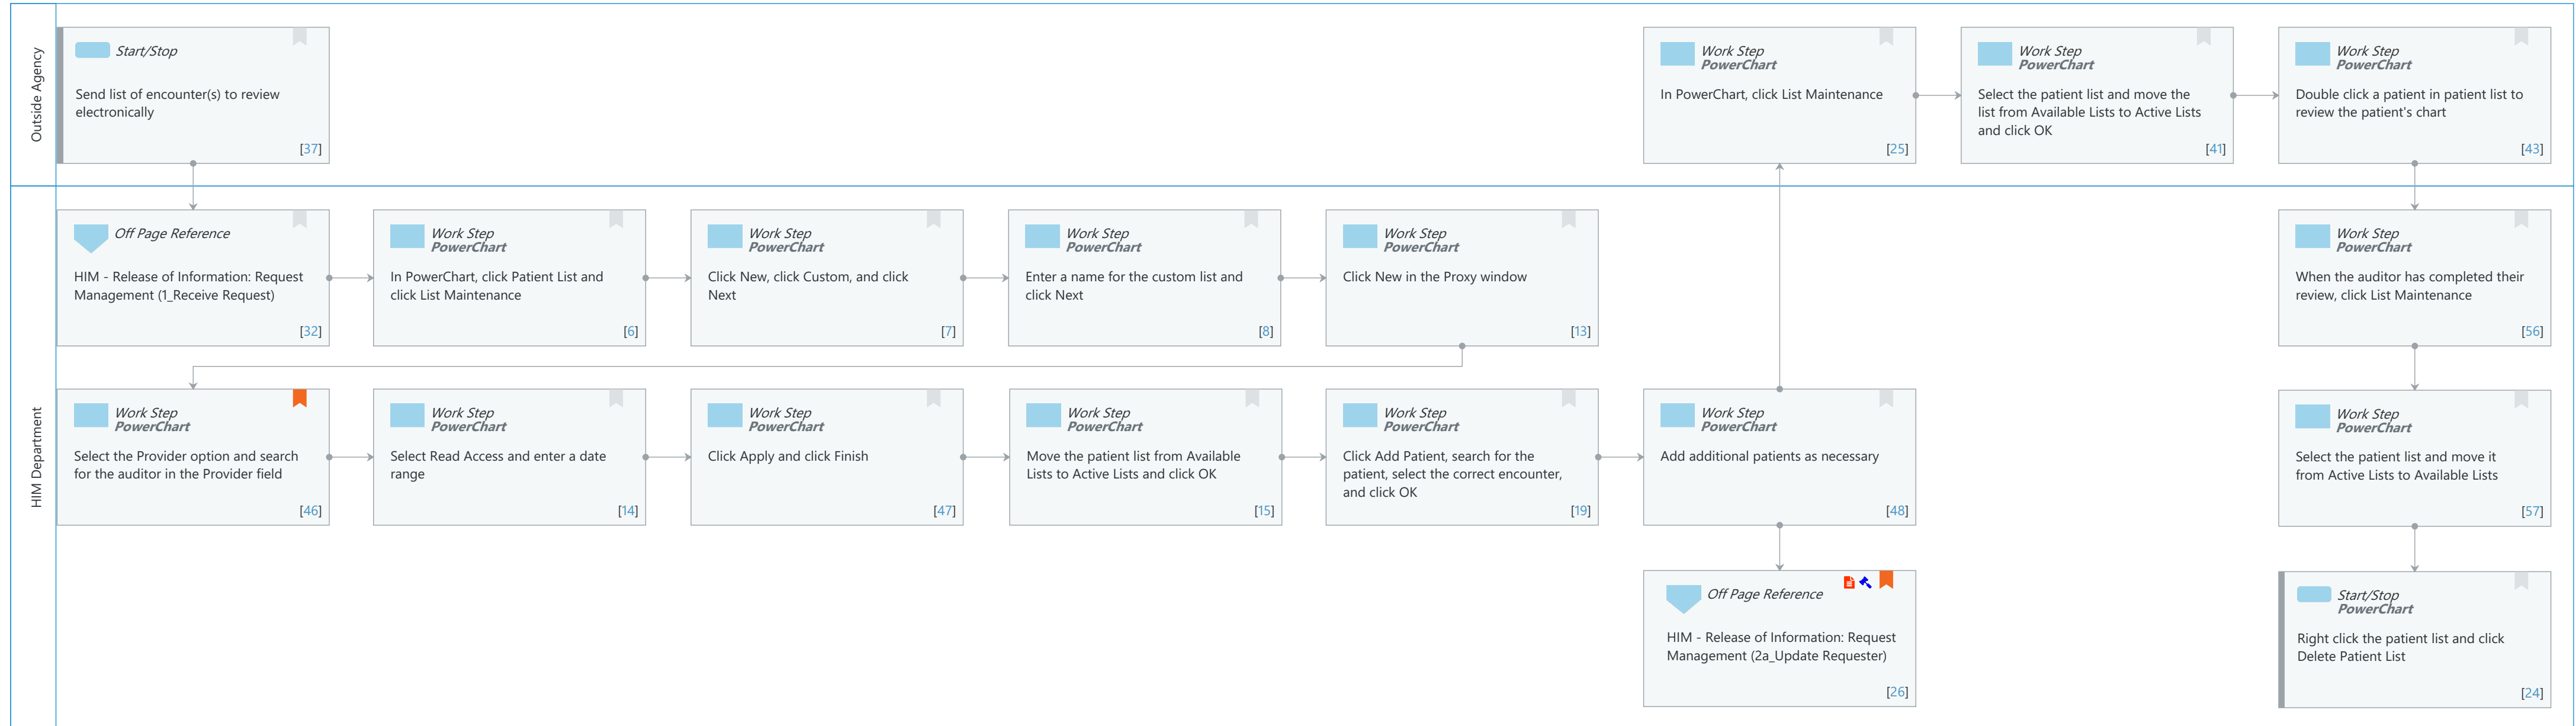 Outside Agency
Start/Stop
Send list of encounter(s) to review
electronically
[37]
Work Step
PowerChart
In PowerChart, click List Maintenance
[25]
Work Step
PowerChart
Select the patient list and move the
list from Available Lists to Active Lists
and click OK
[41]
Work Step
PowerChart
Double click a patient in patient list to
review the patient's chart
[43]
HIM Department
Off Page Reference
HIM - Release of Information: Request
Management (1_Receive Request)
[32]
Work Step
PowerChart
In PowerChart, click Patient List and
click List Maintenance
[6]
Work Step
PowerChart
Click New, click Custom, and click
Next
[7]
Work Step
PowerChart
Enter a name for the custom list and
click Next
[8]
Work Step
PowerChart
Click New in the Proxy window
[13]
Work Step
PowerChart
When the auditor has completed their
review, click List Maintenance
[56]
Work Step
PowerChart
Select the Provider option and search
for the auditor in the Provider field
[46]
Work Step
PowerChart
Select Read Access and enter a date
range
[14]
Work Step
PowerChart
Click Apply and click Finish
[47]
Work Step
PowerChart
Move the patient list from Available
Lists to Active Lists and click OK
[15]
Work Step
PowerChart
Click Add Patient, search for the
patient, select the correct encounter,
and click OK
[19]
Work Step
PowerChart
Add additional patients as necessary
[48]
Work Step
PowerChart
Select the patient list and move it
from Active Lists to Available Lists
[57]
Off Page Reference
HIM - Release of Information: Request
Management (2a_Update Requester)
[26]
Start/Stop
PowerChart
Right click the patient list and click
Delete Patient List
[24]